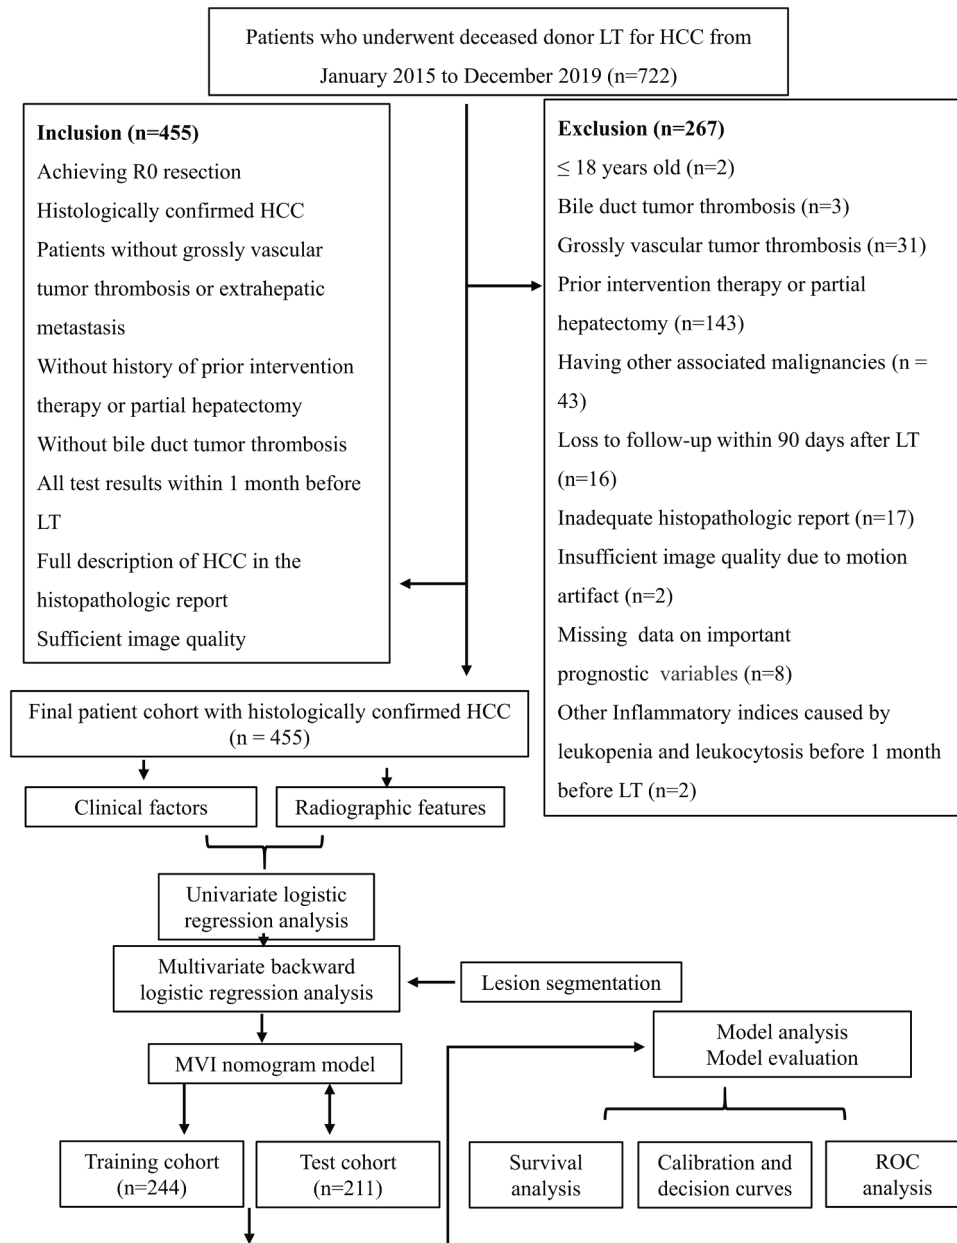 Patients who underwent deceased donor LT for HCC from
January 2015 to December 2019 (n=722)
Inclusion (n=455)
Achieving R0 resection
Histologically confirmed HCC
Patients without grossly vascular
tumor thrombosis or extrahepatic
metastasis
Without history of prior intervention
therapy or partial hepatectomy
Without bile duct tumor thrombosis
All test results within 1 month before
LT
Full description of HCC in the
histopathologic report
Sufficient image quality
Exclusion (n=267)
≤ 18 years old (n=2)
Bile duct tumor thrombosis (n=3)
Grossly vascular tumor thrombosis (n=31)
Prior intervention therapy or partial
hepatectomy (n=143)
Having other associated malignancies (n =
43)
Loss to follow-up within 90 days after LT
(n=16)
Inadequate histopathologic report (n=17)
Insufficient image quality due to motion
artifact (n=2)
Missing data on important
prognostic variables (n=8)
Other Inflammatory indices caused by
leukopenia and leukocytosis before 1 month
before LT (n=2)
Final patient cohort with histologically confirmed HCC
(n = 455)
Clinical factors
Radiographic features
Univariate logistic
regression analysis
Multivariate backward
logistic regression analysis
Lesion segmentation
MVI nomogram model
Model analysis
Model evaluation
Training cohort
(n=244)
Test cohort
(n=211)
Survival
analysis
Calibration and
decision curves
ROC
analysis